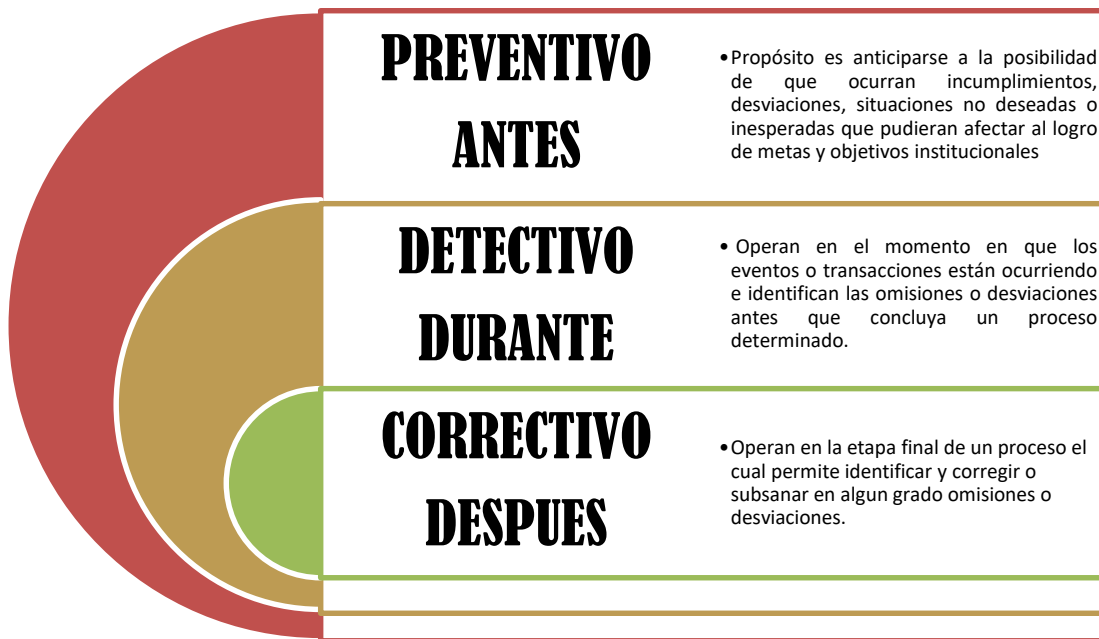 PREVENTIVO
ANTES
•Propósito es anticiparse a la posibilidad
de que ocurran incumplimientos,
desviaciones, situaciones no deseadas o
inesperadas que pudieran afectar al logro
de metas y objetivos institucionales
DETECTIVO
DURANTE
• Operan en el momento en que los
eventos o transacciones están ocurriendo
e identifican las omisiones o desviaciones
antes que concluya un proceso
determinado.
CORRECTIVO
DESPUES
•Operan en la etapa final de un proceso el
cual permite identificar y corregir o
subsanar en algun grado omisiones o
desviaciones.